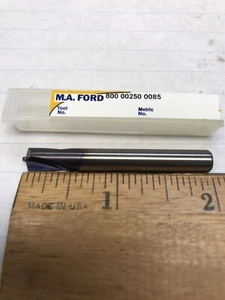 M.A. FORD 800 00250 0085
Tool No.
Metric No.
1 2
MADE IN USA